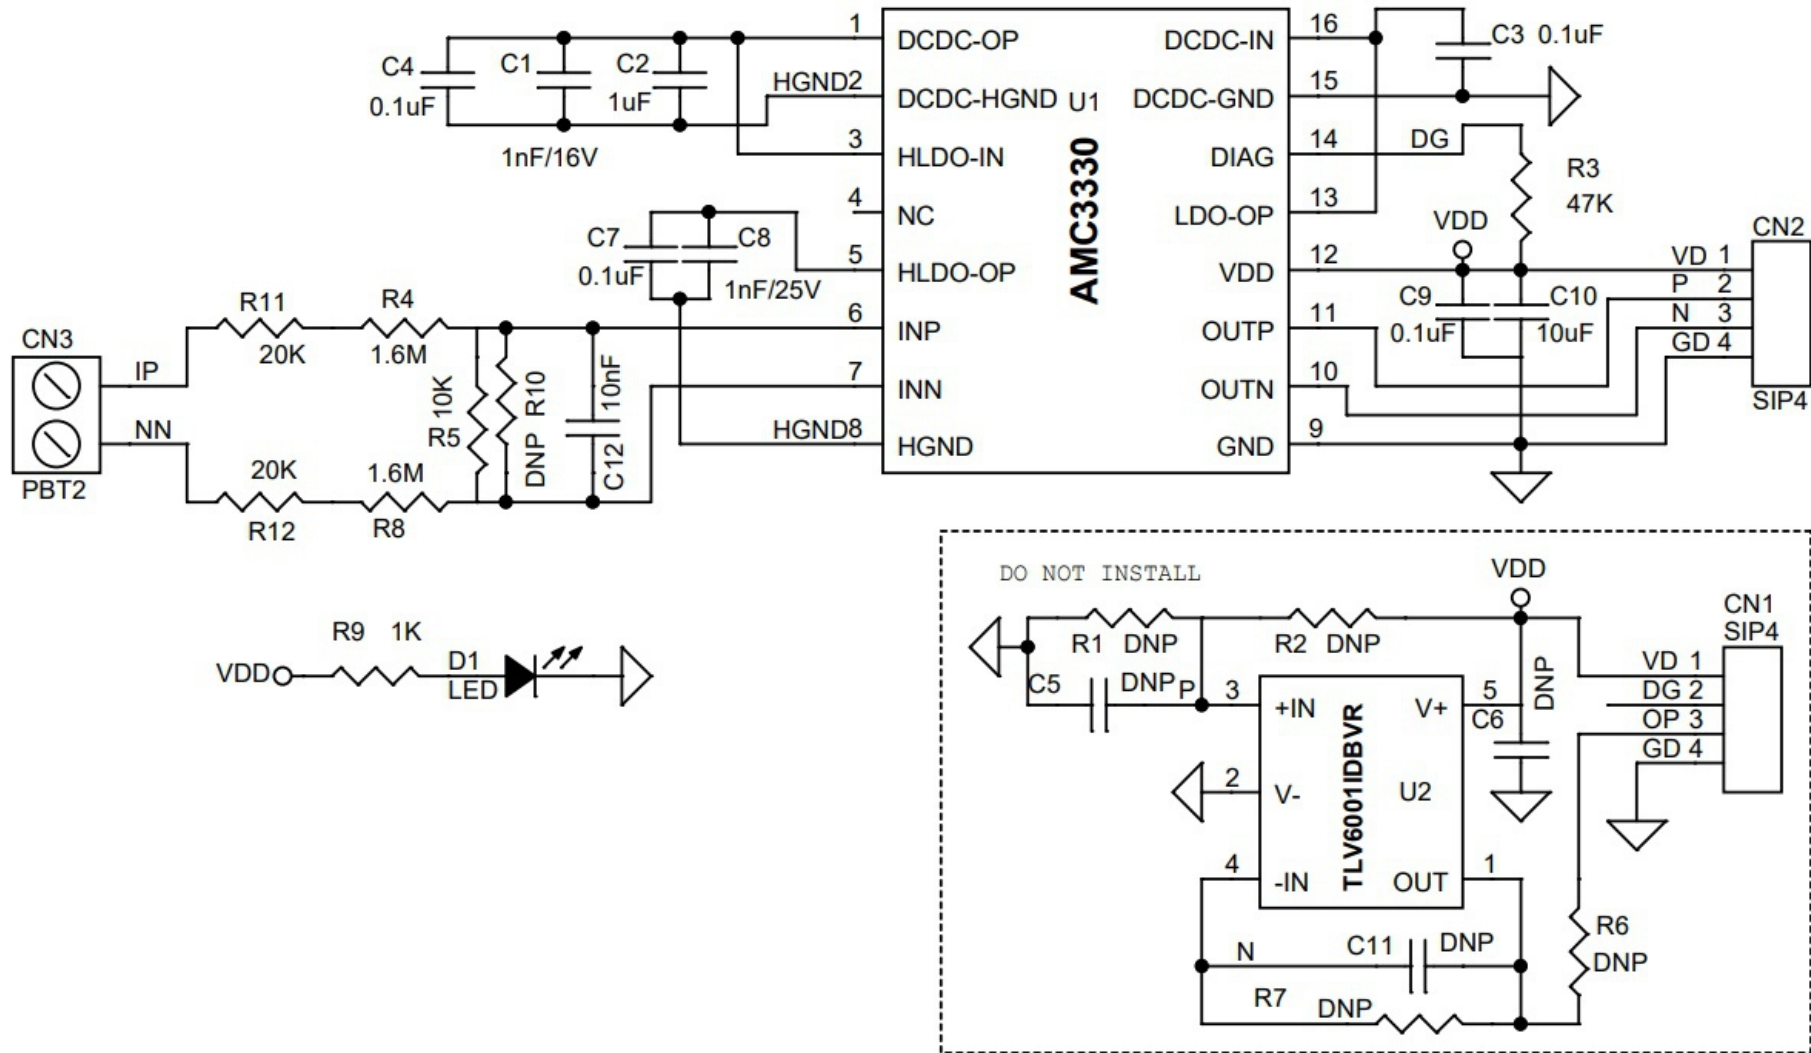 1
DCDC-OP
DCDC-IN
16
C3 0.1uF
C4
0.1uF
C1
1nF/16V
C2
1uF
HGND
2
DCDC-HGND
U1
DCDC-GND
15
3
HLDO-IN
AMC3330
DIAG
14
DG
R3
47K
4
NC
LDO-OP
13
VDD
C7
0.1uF
C8
1nF/25V
5
HLDO-OP
VDD
12
CN2
VD 1
P 2
N 3
GD 4
SIP4
C9
0.1uF
C10
10uF
R11
20K
R4
1.6M
6
INP
OUTP
11
CN3
IP
NN
PBT2
R5
10K
DNP R10
C12
10nF
7
INN
OUTN
10
20K
R12
1.6M
R8
HGND
8
HGND
GND
9
R9 1K
VDD
D1
LED
DO NOT INSTALL
VDD
R1 DNP
R2 DNP
CN1
SIP4
VD 1
DG 2
OP 3
GD 4
C5
DNP
P
3
+IN
V+
5
C6
DNP
2
V-
TLV6001IDBVR
U2
4
-IN
OUT
1
R6
DNP
N
C11
DNP
R7
DNP